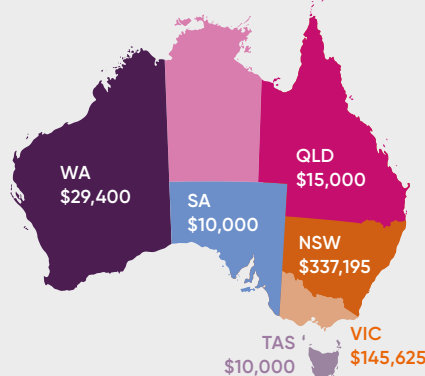 WA
$29,400
QLD
$15,000
SA
$10,000
NSW
$337,195
VIC
$145,625
TAS
$10,000